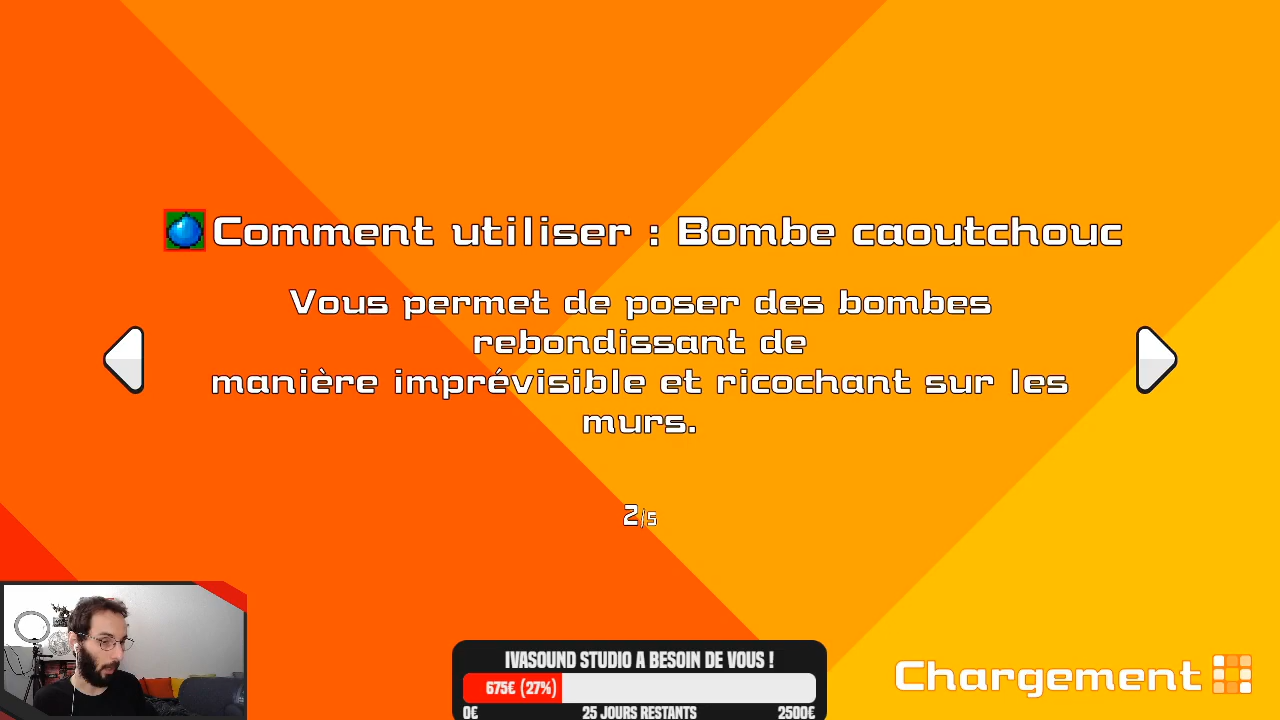 Comment utiliser : Bombe caoutchouc
Vous permet de poser des bombes
rebondissant de
manière imprévisible et ricochant sur les
murs.
2/5
IVASOUND STUDIO A BESOIN DE VOUS !
675€ (27%)
0€ 25 JOURS RESTANTS 2500€
Chargement